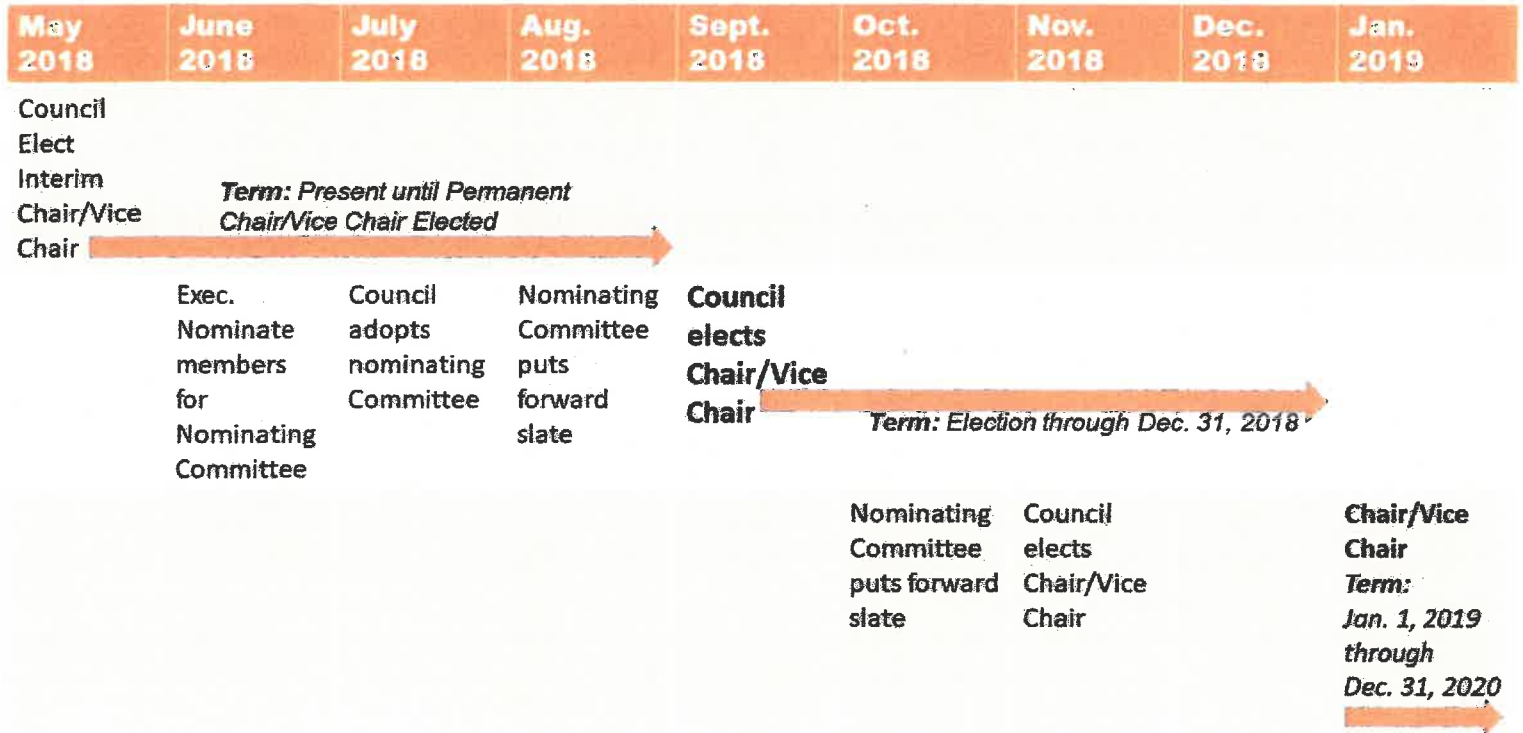 May 2018
June 2018
July 2018
Aug. 2018
Sept. 2018
Oct. 2018
Nov. 2018
Dec. 2018
Jan. 2019
Council
Elect
Interim
Chair/Vice
Chair
Term: Present until Permanent
Chair/Vice Chair Elected
Exec.
Nominate
members
for
Nominating
Committee
Council
adopts
nominating
Committee
Nominating
Committee
puts
forward
slate
Council
elects
Chair/Vice
Chair
Term: Election through Dec. 31, 2018
Nominating
Committee
puts forward
slate
Council
elects
Chair/Vice
Chair
Chair/Vice
Chair
Term:
Jan. 1, 2019
through
Dec. 31, 2020